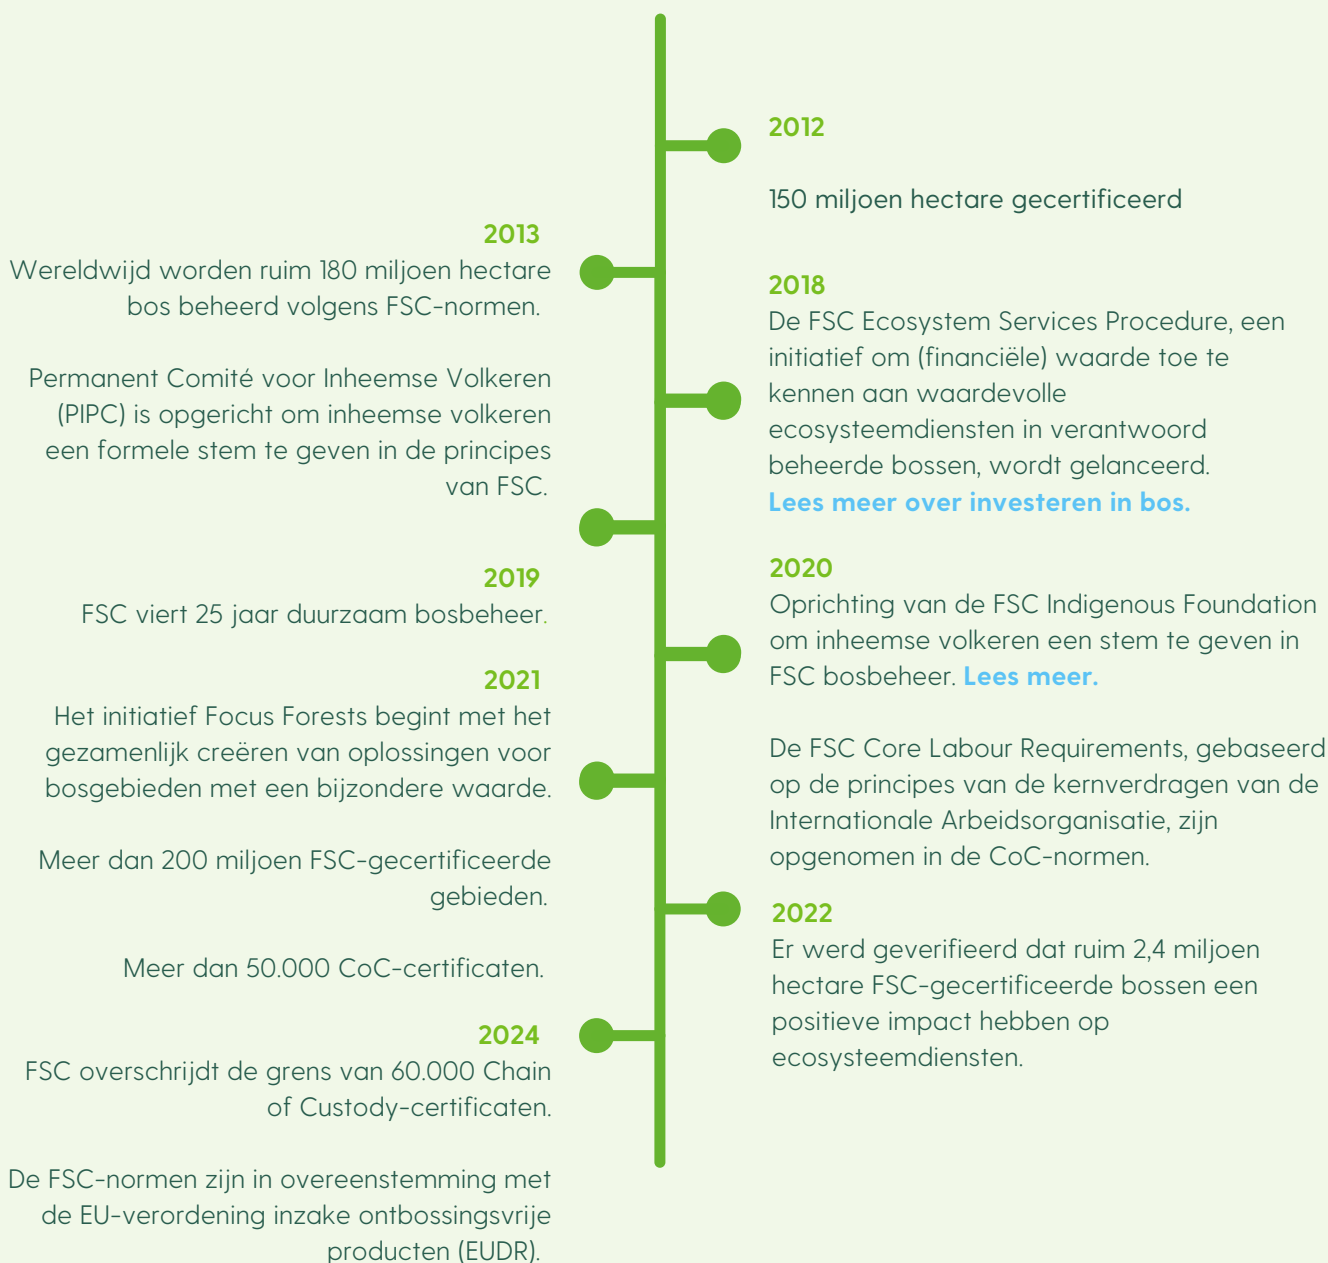 2012
150 miljoen hectare gecertificeerd
2013
Wereldwijd worden ruim 180 miljoen hectare
bos beheerd volgens FSC-normen.
Permanent Comité voor Inheemse Volkeren
(PIPC) is opgericht om inheemse volkeren
een formele stem te geven in de principes
van FSC.
2018
De FSC Ecosystem Services Procedure, een
initiatief om (financiële) waarde toe te
kennen aan waardevolle
ecosysteemdiensten in verantwoord
beheerde bossen, wordt gelanceerd.
Lees meer over investeren in bos.
2019
FSC viert 25 jaar duurzaam bosbeheer.
2020
Oprichting van de FSC Indigenous Foundation
om inheemse volkeren een stem te geven in
FSC bosbeheer. Lees meer.
De FSC Core Labour Requirements, gebaseerd
op de principes van de kernverdragen van de
Internationale Arbeidsorganisatie, zijn
opgenomen in de CoC-normen.
2021
Het initiatief Focus Forests begint met het
gezamenlijk creëren van oplossingen voor
bosgebieden met een bijzondere waarde.
Meer dan 200 miljoen FSC-gecertificeerde
gebieden.
Meer dan 50.000 CoC-certificaten.
2022
Er werd geverifieerd dat ruim 2,4 miljoen
hectare FSC-gecertificeerde bossen een
positieve impact hebben op
ecosysteemdiensten.
2024
FSC overschrijdt de grens van 60.000 Chain
of Custody-certificaten.
De FSC-normen zijn in overeenstemming met
de EU-verordening inzake ontbossingsvrije
producten (EUDR).